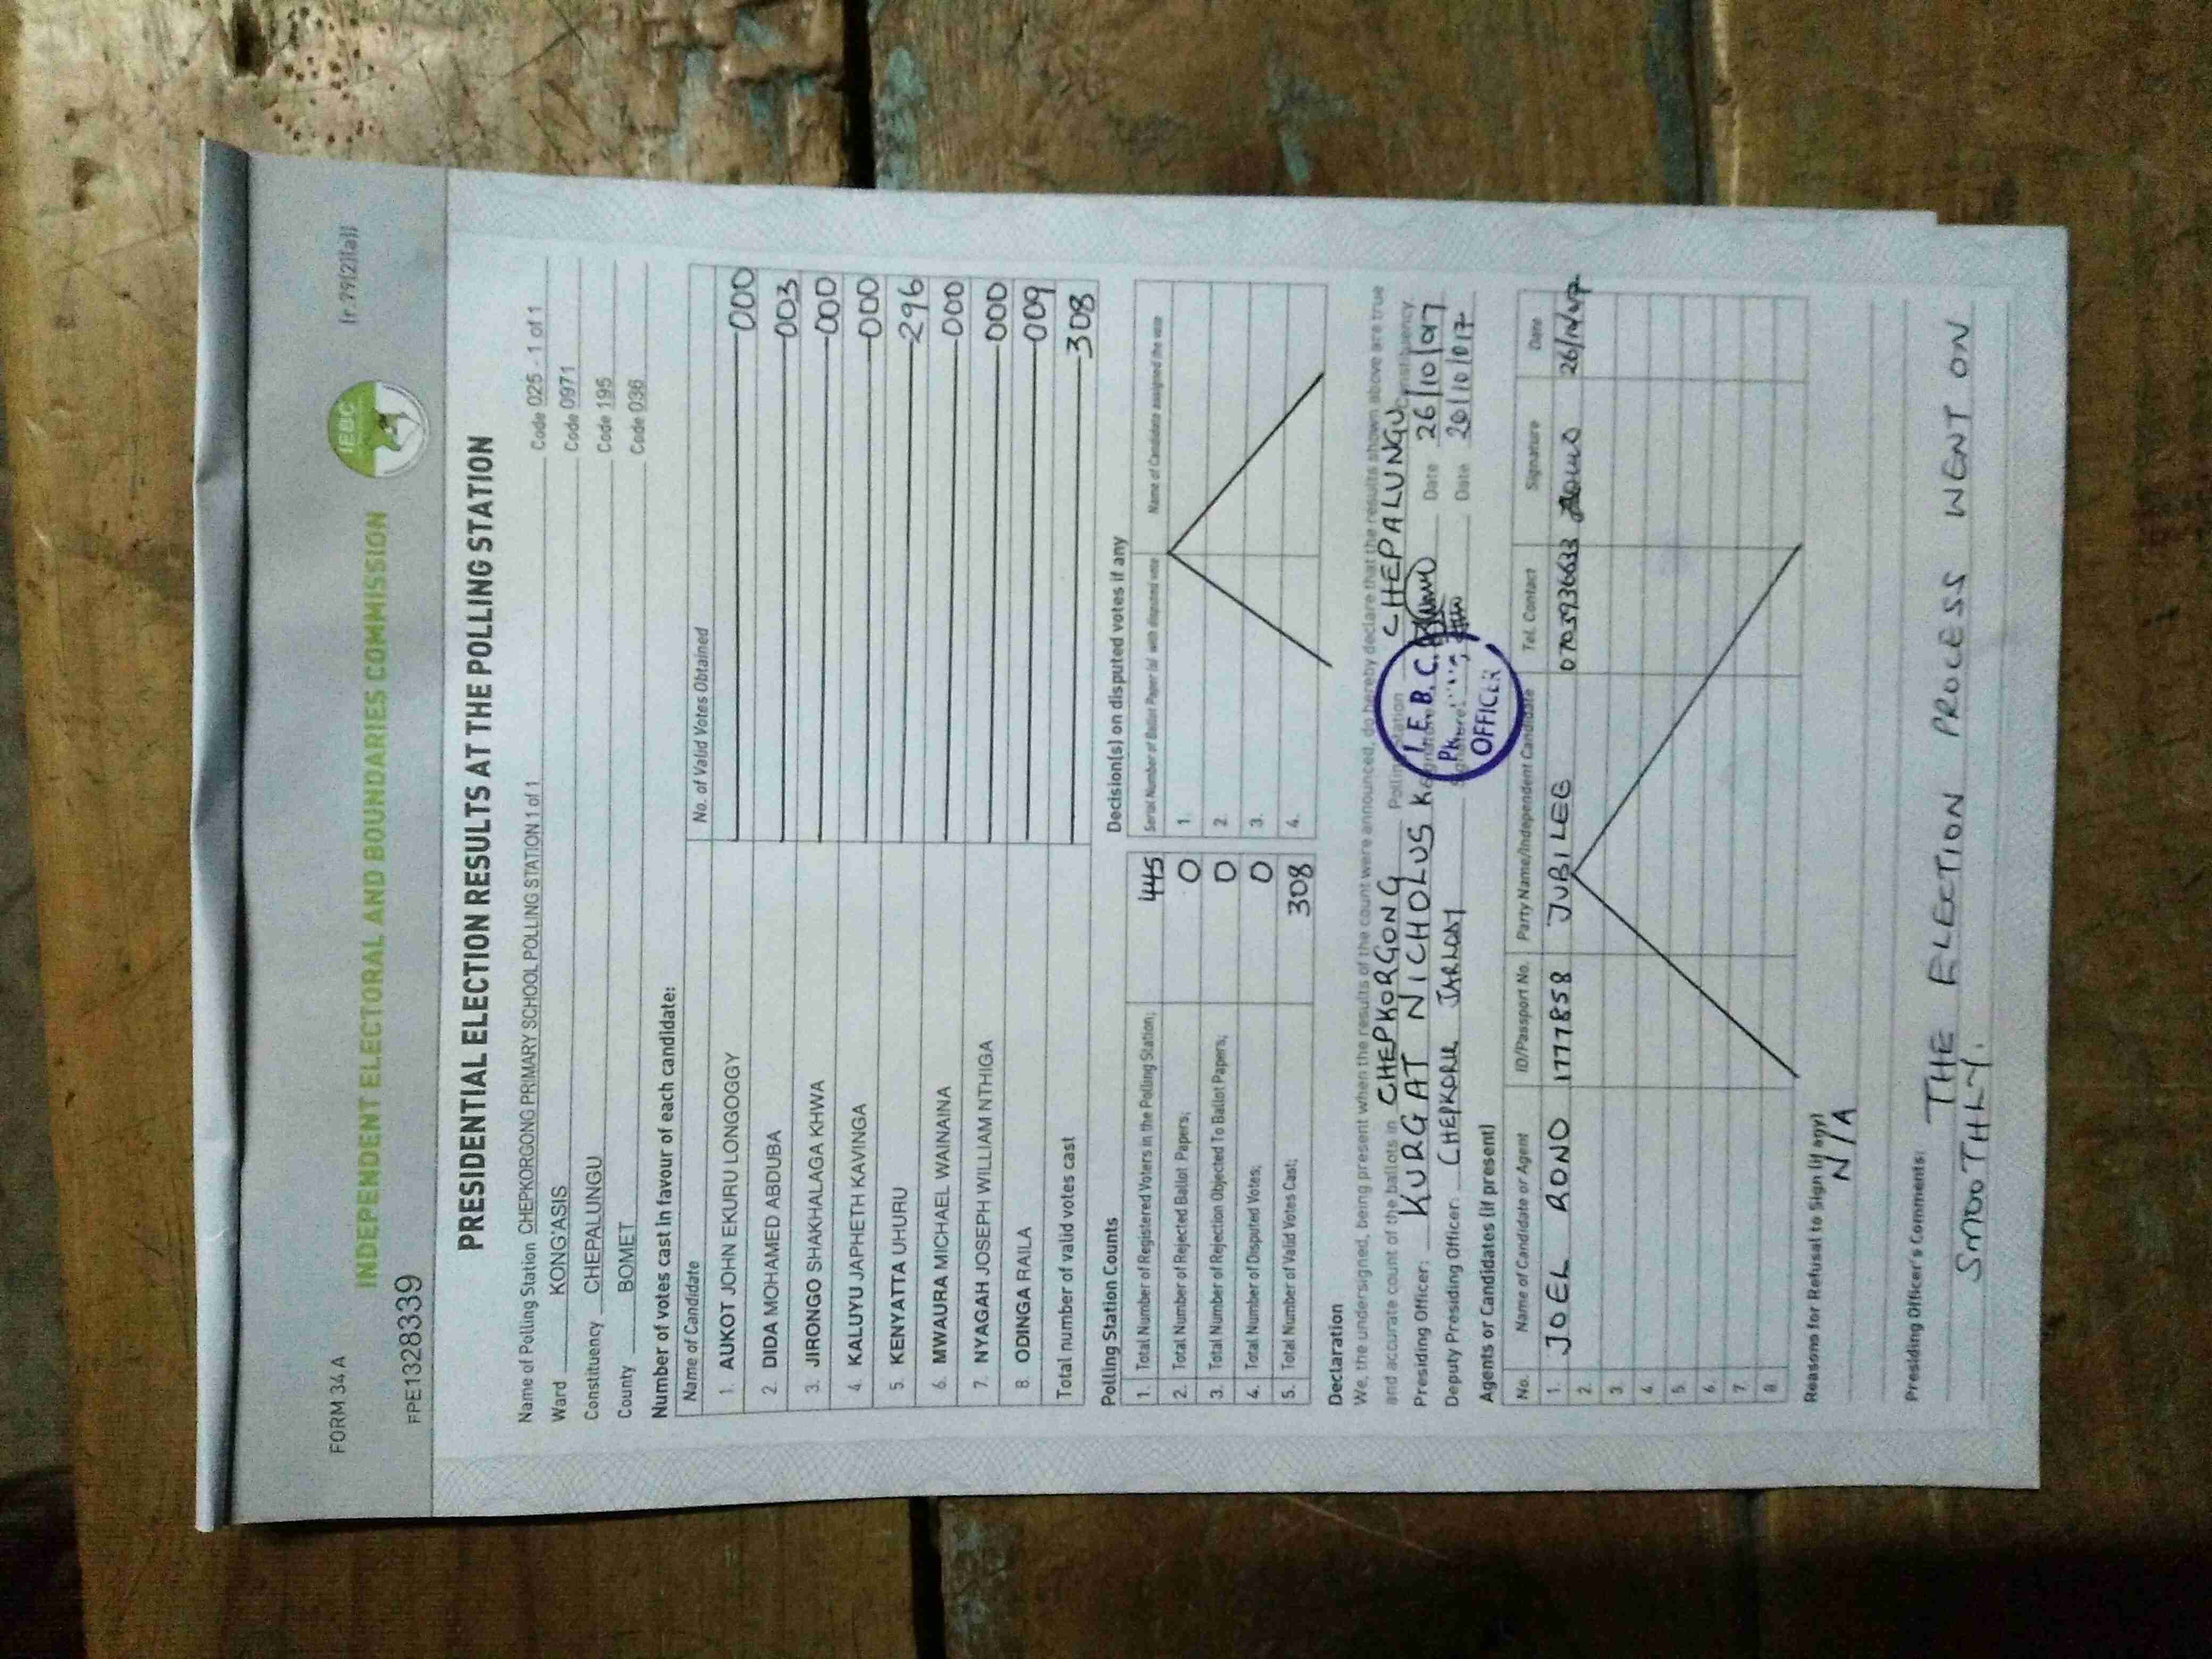 FORM 34 A
(r.79(2)(a))
INDEPENDENT ELECTORAL AND BOUNDARIES COMMISSION
IEBC
FPE1328339
PRESIDENTIAL ELECTION RESULTS AT THE POLLING STATION
Name of Polling Station CHEPKORGONG PRIMARY SCHOOL POLLING STATION 1 of 1 Code 025 - 1 of 1
Ward KONG'ASIS Code 0971
Constituency CHEPALUNGU Code 195
County BOMET Code 036
Number of votes cast in favour of each candidate:
Name of Candidate No. of Valid Votes Obtained
1. AUKOT JOHN EKURU LONGOGGY 000
2. DIDA MOHAMED ABDUBA 003
3. JIRONGO SHAKHALAGA KHWA 000
4. KALUYU JAPHETH KAVINGA 000
5. KENYATTA UHURU 296
6. MWAURA MICHAEL WAINAINA 000
7. NYAGAH JOSEPH WILLIAM NTHIGA 000
8. ODINGA RAILA 009
Total number of valid votes cast 308
Polling Station Counts
1. Total Number of Registered Voters in the Polling Station; 445
2. Total Number of Rejected Ballot Papers; 0
3. Total Number of Rejection Objected To Ballot Papers; 0
4. Total Number of Disputed Votes; 0
5. Total Number of Valid Votes Cast; 308
Decision(s) on disputed votes if any
Serial Number of Ballot Paper (s) with disputed vote Name of Candidate assigned the vote
1.
2.
3.
4.
Declaration
We, the undersigned, being present when the results of the count were announced, do hereby declare that the results shown above are true
and accurate count of the ballots in CHEPKORGONG Polling Station CHEPALUNGU Constituency.
Presiding Officer: KURGAT NICHOLUS K Date 26/10/017
Deputy Presiding Officer: CHEPKORIR Date 26/10/017
I.E.B.C.
OFFICER
Agents or Candidates (if present)
No. Name of Candidate or Agent ID/Passport No. Party Name/Independent Candidate Tel. Contact Signature Date
1. JOEL RONO 1777858 JUBILEE 0705936633
2.
3.
4.
5.
6.
7.
8.
Reasons for Refusal to Sign (if any)
N/A
Presiding Officer's Comments:
THE ELECTION PROCESS WENT ON
SMOOTHLY.